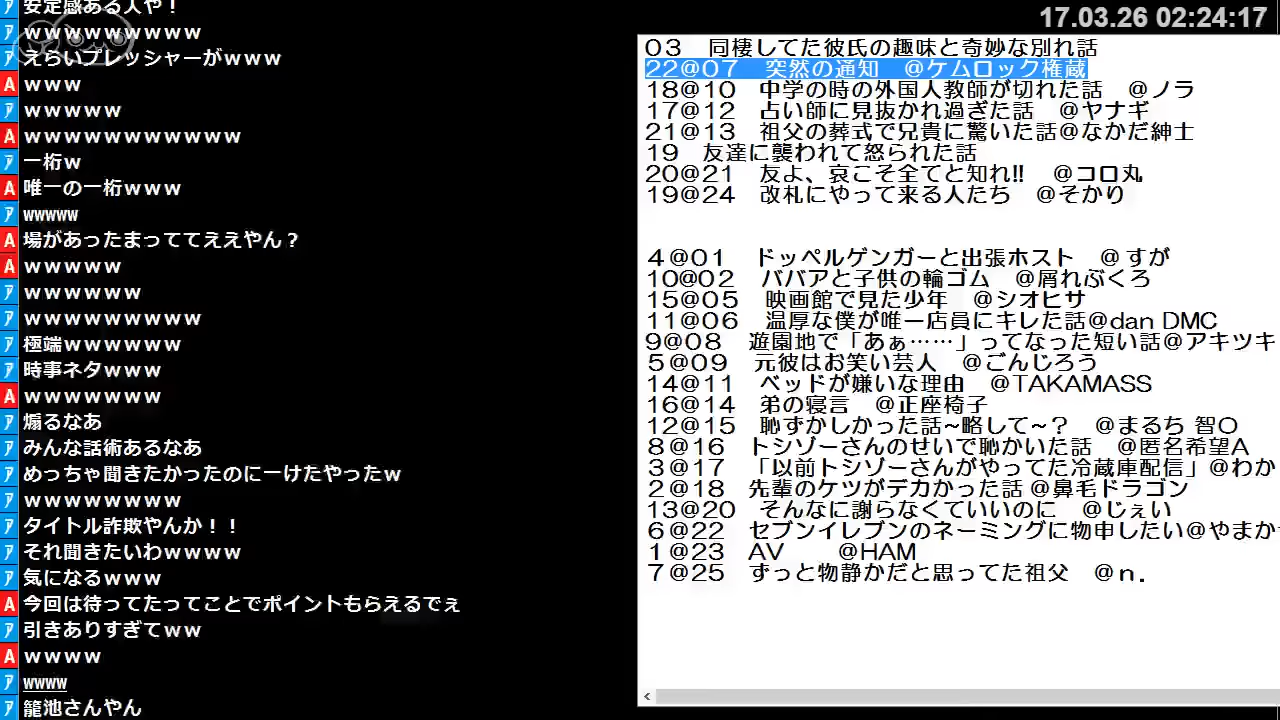 安定感ある人や！
ｗｗｗｗｗｗｗｗｗ
えらいプレッシャーがｗｗｗ
ｗｗｗ
ｗｗｗｗｗ
ｗｗｗｗｗｗｗｗｗｗｗ
一桁ｗ
唯一の一桁ｗｗｗ
wwwww
場があったまっててええやん？
ｗｗｗｗｗ
ｗｗｗｗｗｗ
ｗｗｗｗｗｗｗｗｗ
極端ｗｗｗｗｗｗ
時事ネタｗｗｗ
ｗｗｗｗｗｗｗ
煽るなあ
みんな話術あるなあ
めっちゃ聞きたかったのにーけたやったｗ
ｗｗｗｗｗｗｗｗ
タイトル詐欺やんか！！
それ聞きたいわｗｗｗｗ
気になるｗｗｗ
今回は待ってたってことでポイントもらえるでぇ
引きありすぎてｗｗ
ｗｗｗｗ
wwww
籠池さんやん
17.03.26 02:24:17
03　同棲してた彼氏の趣味と奇妙な別れ話
22@07　突然の通知　@ケムロック権蔵
18@10　中学の時の外国人教師が切れた話　@ノラ
17@12　占い師に見抜かれ過ぎた話　@ヤナギ
21@13　祖父の葬式で兄貴に驚いた話@なかだ紳士
19　友達に襲われて怒られた話
20@21　友よ、哀こそ全てと知れ!!　@コロ丸
19@24　改札にやって来る人たち　@そかり
4@01　ドッペルゲンガーと出張ホスト　@すが
10@02　ババアと子供の輪ゴム　@屑れぶくろ
15@05　映画館で見た少年　@シオヒサ
11@06　温厚な僕が唯一店員にキレた話@dan DMC
9@08　遊園地で「あぁ……」ってなった短い話@アキツキ
5@09　元彼はお笑い芸人　@ごんじろう
14@11　ベッドが嫌いな理由　@TAKAMASS
16@14　弟の寝言　@正座椅子
12@15　恥ずかしかった話~略して~？　@まるち 智O
8@16　トシゾーさんのせいで恥かいた話　@匿名希望A
3@17　「以前トシゾーさんがやってた冷蔵庫配信」@わか
2@18　先輩のケツがデカかった話@鼻毛ドラゴン
13@20　そんなに謝らなくていいのに　@じぇい
6@22　セブンイレブンのネーミングに物申したい@やまか
1@23　AV　　@HAM
7@25　ずっと物静かだと思ってた祖父　@ｎ.